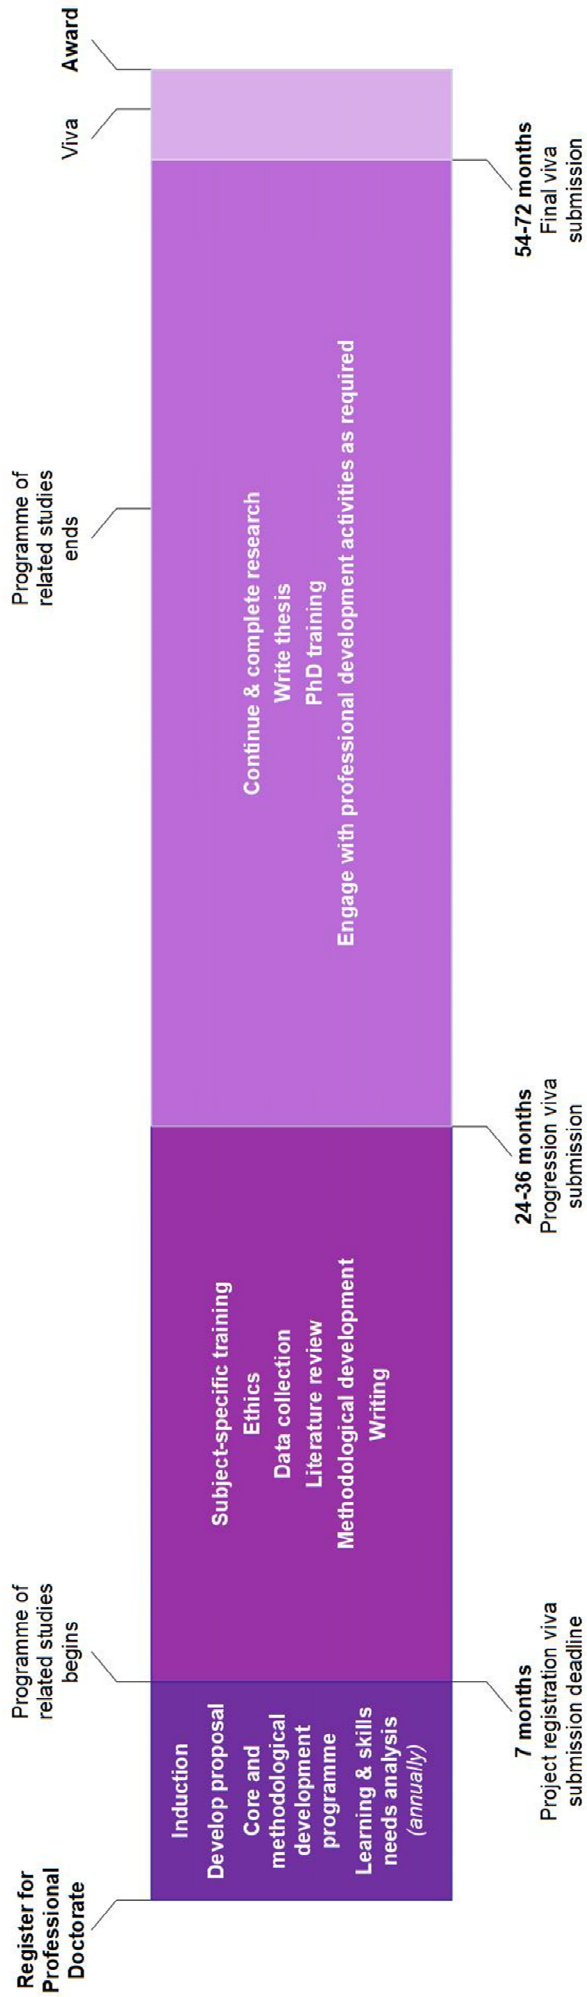 Register for
Professional
Doctorate
Programme of
related studies
begins
Programme of
related studies
ends
Viva
Award
Induction
Develop proposal
Core and
methodological
development
programme
Learning & skills
needs analysis
(annually)
Subject-specific training
Ethics
Data collection
Literature review
Methodological development
Writing
Continue & complete research
Write thesis
PhD training
Engage with professional development activities as required
7 months
Project registration viva
submission deadline
24-36 months
Progression viva
submission
54-72 months
Final viva
submission